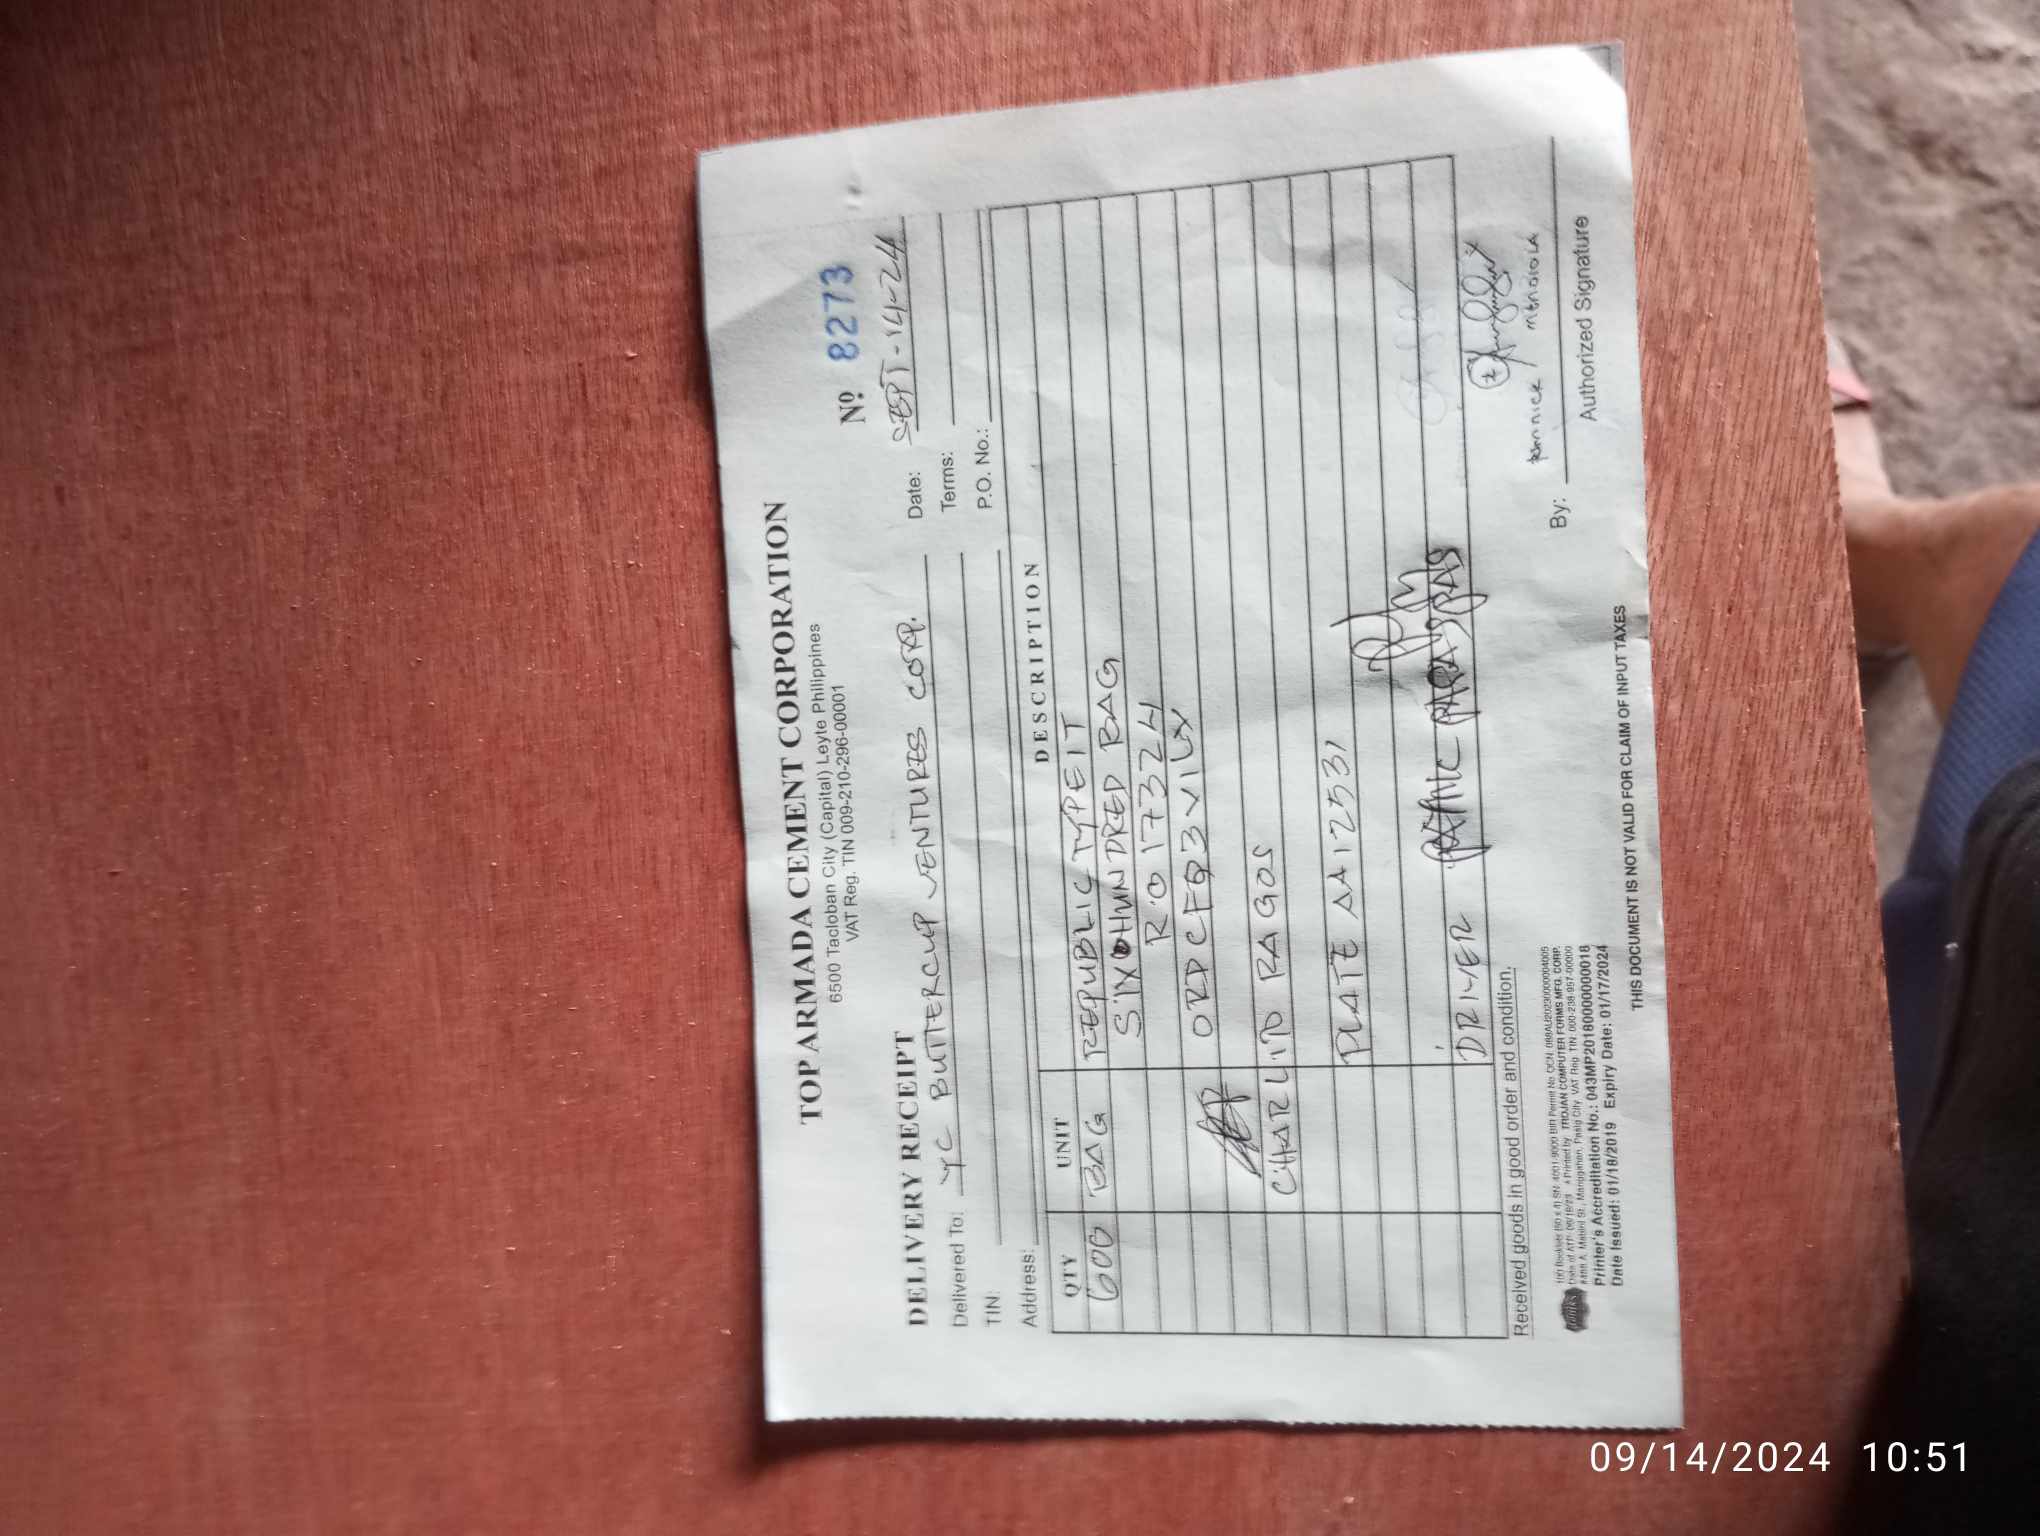 TOP ARMADA CEMENT CORPORATION
6500 Tacloban City (Capital) Leyte Philippines
VAT Reg. TIN 009-210-296-00001
Nº 8273
DELIVERY RECEIPT
Delivered To: YC BUTTERCUP VENTURES CORP. Date: SEPT-14-24
TIN: Terms:
Address: P.O. No.:
QTY UNIT DESCRIPTION
600 BAG REPUBLIC TYPE IT
SIX HUNDRED BAG
RO 17324
CHARLID RAGOS
PLATE AA12531
DRIVER
Received goods in good order and condition.
By:
Authorized Signature
Printer's Accreditation No.: 043MP20180000000018
Date Issued: 01/18/2019 Expiry Date: 01/17/2024
THIS DOCUMENT IS NOT VALID FOR CLAIM OF INPUT TAXES
09/14/2024 10:51